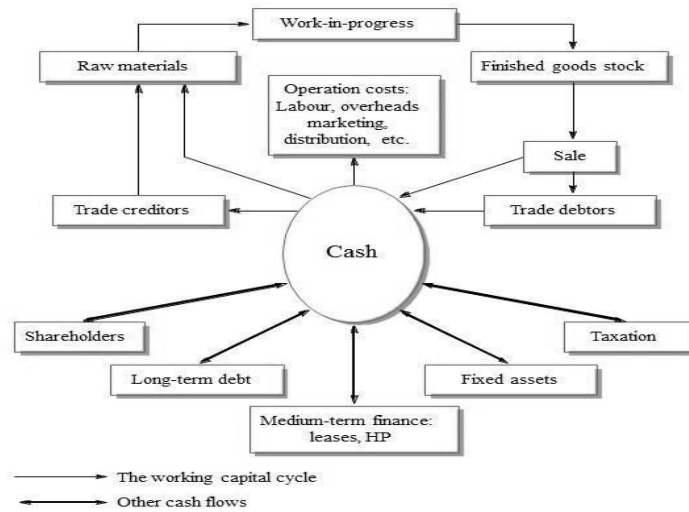 Work-in-progress
Raw materials
Finished goods stock
Operation costs:
Labour, overheads
marketing,
distribution, etc.
Sale
Trade creditors
Trade debtors
Cash
Shareholders
Taxation
Long-term debt
Fixed assets
Medium-term finance:
leases, HP
The working capital cycle
Other cash flows